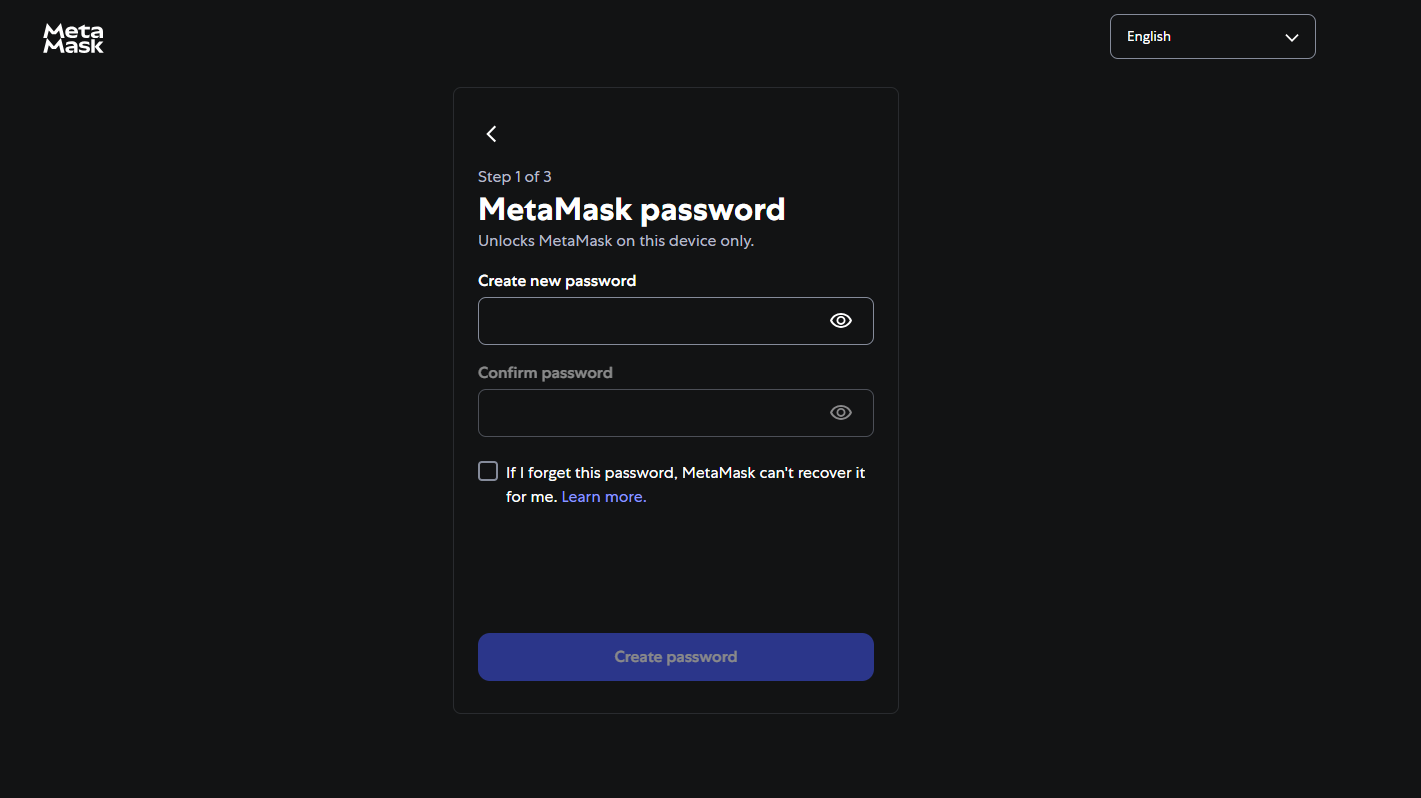 Meta
Mask
English
Step 1 of 3
MetaMask password
Unlocks MetaMask on this device only.
Create new password
Confirm password
If I forget this password, MetaMask can't recover it
for me. Learn more.
Create password